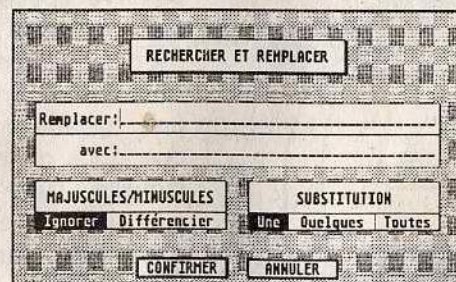 RECHERCHER ET REMPLACER
Remplacer:
avec:
MAJUSCULES/MINUSCULES
Ignorer Différencier
SUBSTITUTION
Une Quelques Toutes
CONFIRMER ANNULER